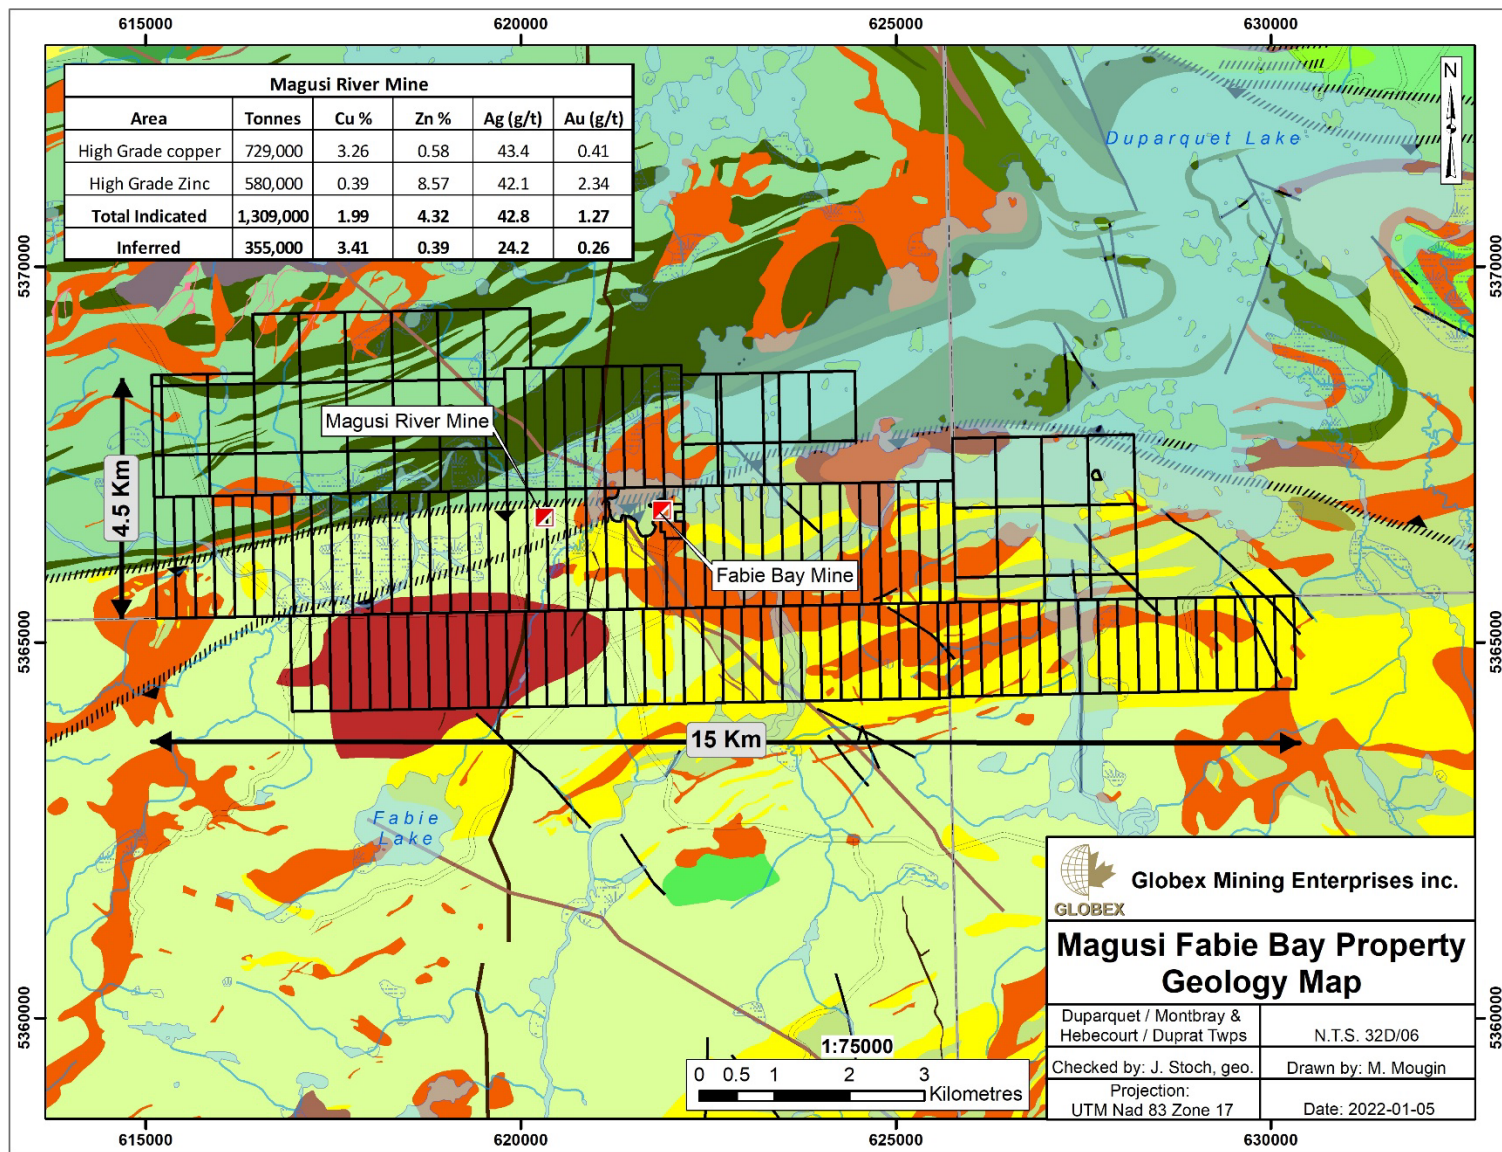 615000 620000 625000 630000
Magusi River Mine
Area Tonnes Cu % Zn % Ag (g/t) Au (g/t)
High Grade copper 729,000 3.26 0.58 43.4 0.41
High Grade Zinc 580,000 0.39 8.57 42.1 2.34
Total Indicated 1,309,000 1.99 4.32 42.8 1.27
Inferred 355,000 3.41 0.39 24.2 0.26
N
Duparquet Lake
5370000 5370000
Magusi River Mine
4.5 Km
Fabie Bay Mine
5365000 5365000
15 Km
Fabie
Lake
GLOBEX
Globex Mining Enterprises inc.
Magusi Fabie Bay Property
Geology Map
Duparquet / Montbray &
Hebecourt / Duprat Twps
N.T.S. 32D/06
Checked by: J. Stoch, geo.
Drawn by: M. Mougin
Projection:
UTM Nad 83 Zone 17
Date: 2022-01-05
5360000 5360000
1:75000
0 0.5 1 2 3
Kilometres
615000 620000 625000 630000